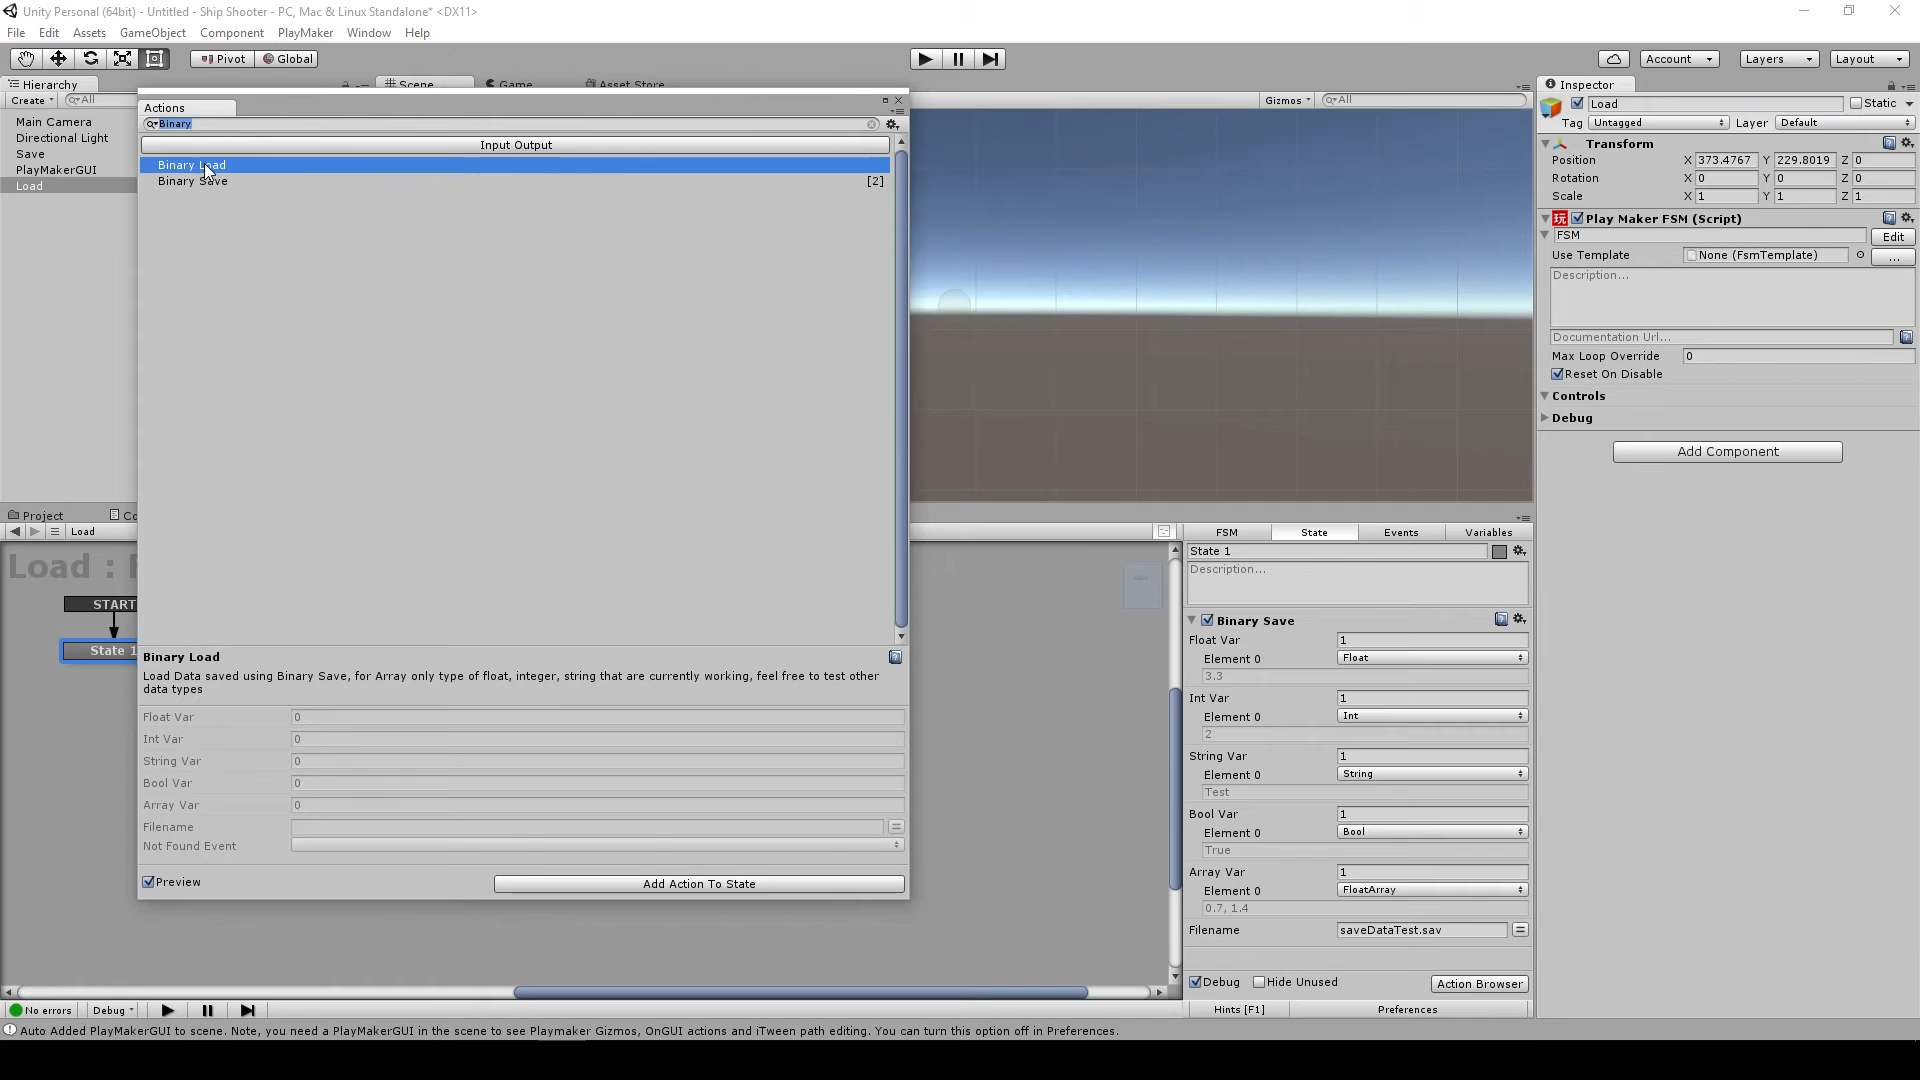 Unity Personal (64bit) - Untitled - Ship Shooter - PC, Mac & Linux Standalone* <DX11>
File Edit Assets GameObject Component PlayMaker Window Help
Pivot Global Account Layers Layout
Hierarchy Scene Game Asset Store Inspector
Create All Gizmos All
Main Camera
Directional Light
Save
PlayMakerGUI
Load
Actions
Binary
Input Output
Binary Load
Binary Save [2]
Binary Load
Load Data saved using Binary Save, for Array only type of float, integer, string that are currently working, feel free to test other
data types
Float Var 0
Int Var 0
String Var 0
Bool Var 0
Array Var 0
Filename
Not Found Event
Preview Add Action To State
Load Static
Tag Untagged Layer Default
Transform
Position X 373.4767 Y 229.8019 Z 0
Rotation X 0 Y 0 Z 0
Scale X 1 Y 1 Z 1
Play Maker FSM (Script)
FSM Edit
Use Template None (FsmTemplate) ...
Description...
Documentation Url...
Max Loop Override 0
Reset On Disable
Controls
Debug
Add Component
Project Co
Load
Load :
START
State 1
FSM State Events Variables
State 1
Description...
Binary Save
Float Var 1
Element 0 Float
3.3
Int Var 1
Element 0 Int
2
String Var 1
Element 0 String
Test
Bool Var 1
Element 0 Bool
True
Array Var 1
Element 0 FloatArray
0.7, 1.4
Filename saveDataTest.sav
Debug Hide Unused Action Browser
No errors Debug Hints [F1] Preferences
Auto Added PlayMakerGUI to scene. Note, you need a PlayMakerGUI in the scene to see Playmaker Gizmos, OnGUI actions and iTween path editing. You can turn this option off in Preferences.